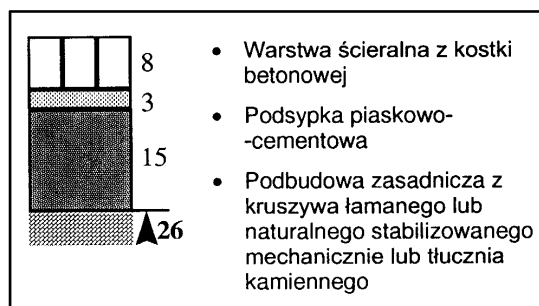 8
3
15
26
• Warstwa ścieralna z kostki
betonowej
• Podsypka piaskowo-
-cementowa
• Podbudowa zasadnicza z
kruszywa łamanego lub
naturalnego stabilizowanego
mechanicznie lub tłucznia
kamiennego